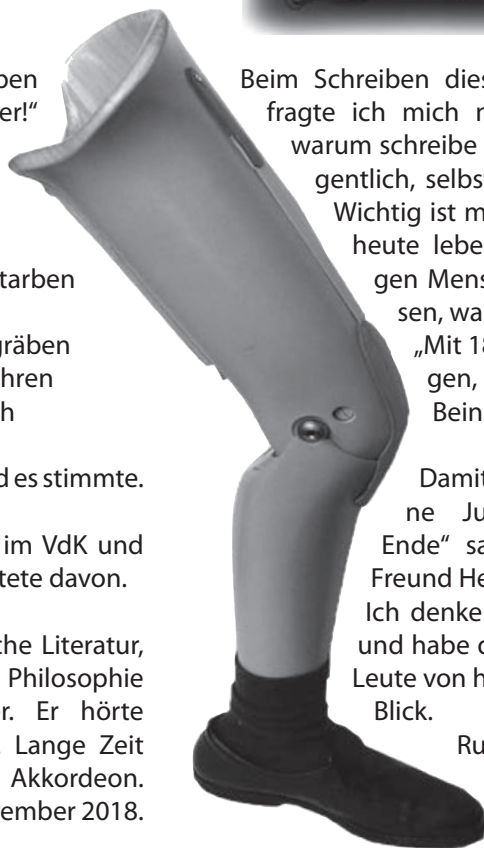 ben
er!“
tarben
gräben
hren
ch
d es stimmte.
im VdK und
tete davon.
che Literatur,
Philosophie
r. Er hörte
Lange Zeit
Akkordeon.
ember 2018.
Beim Schreiben dies
fragte ich mich m
warum schreibe
gentlich, selbst
Wichtig ist m
heute lebe
gen Mens
sen, wa
„Mit 18
gen,
Bein
Damit
ne Ju
Ende“ sa
Freund He
Ich denke
und habe d
Leute von h
Blick.
Ru